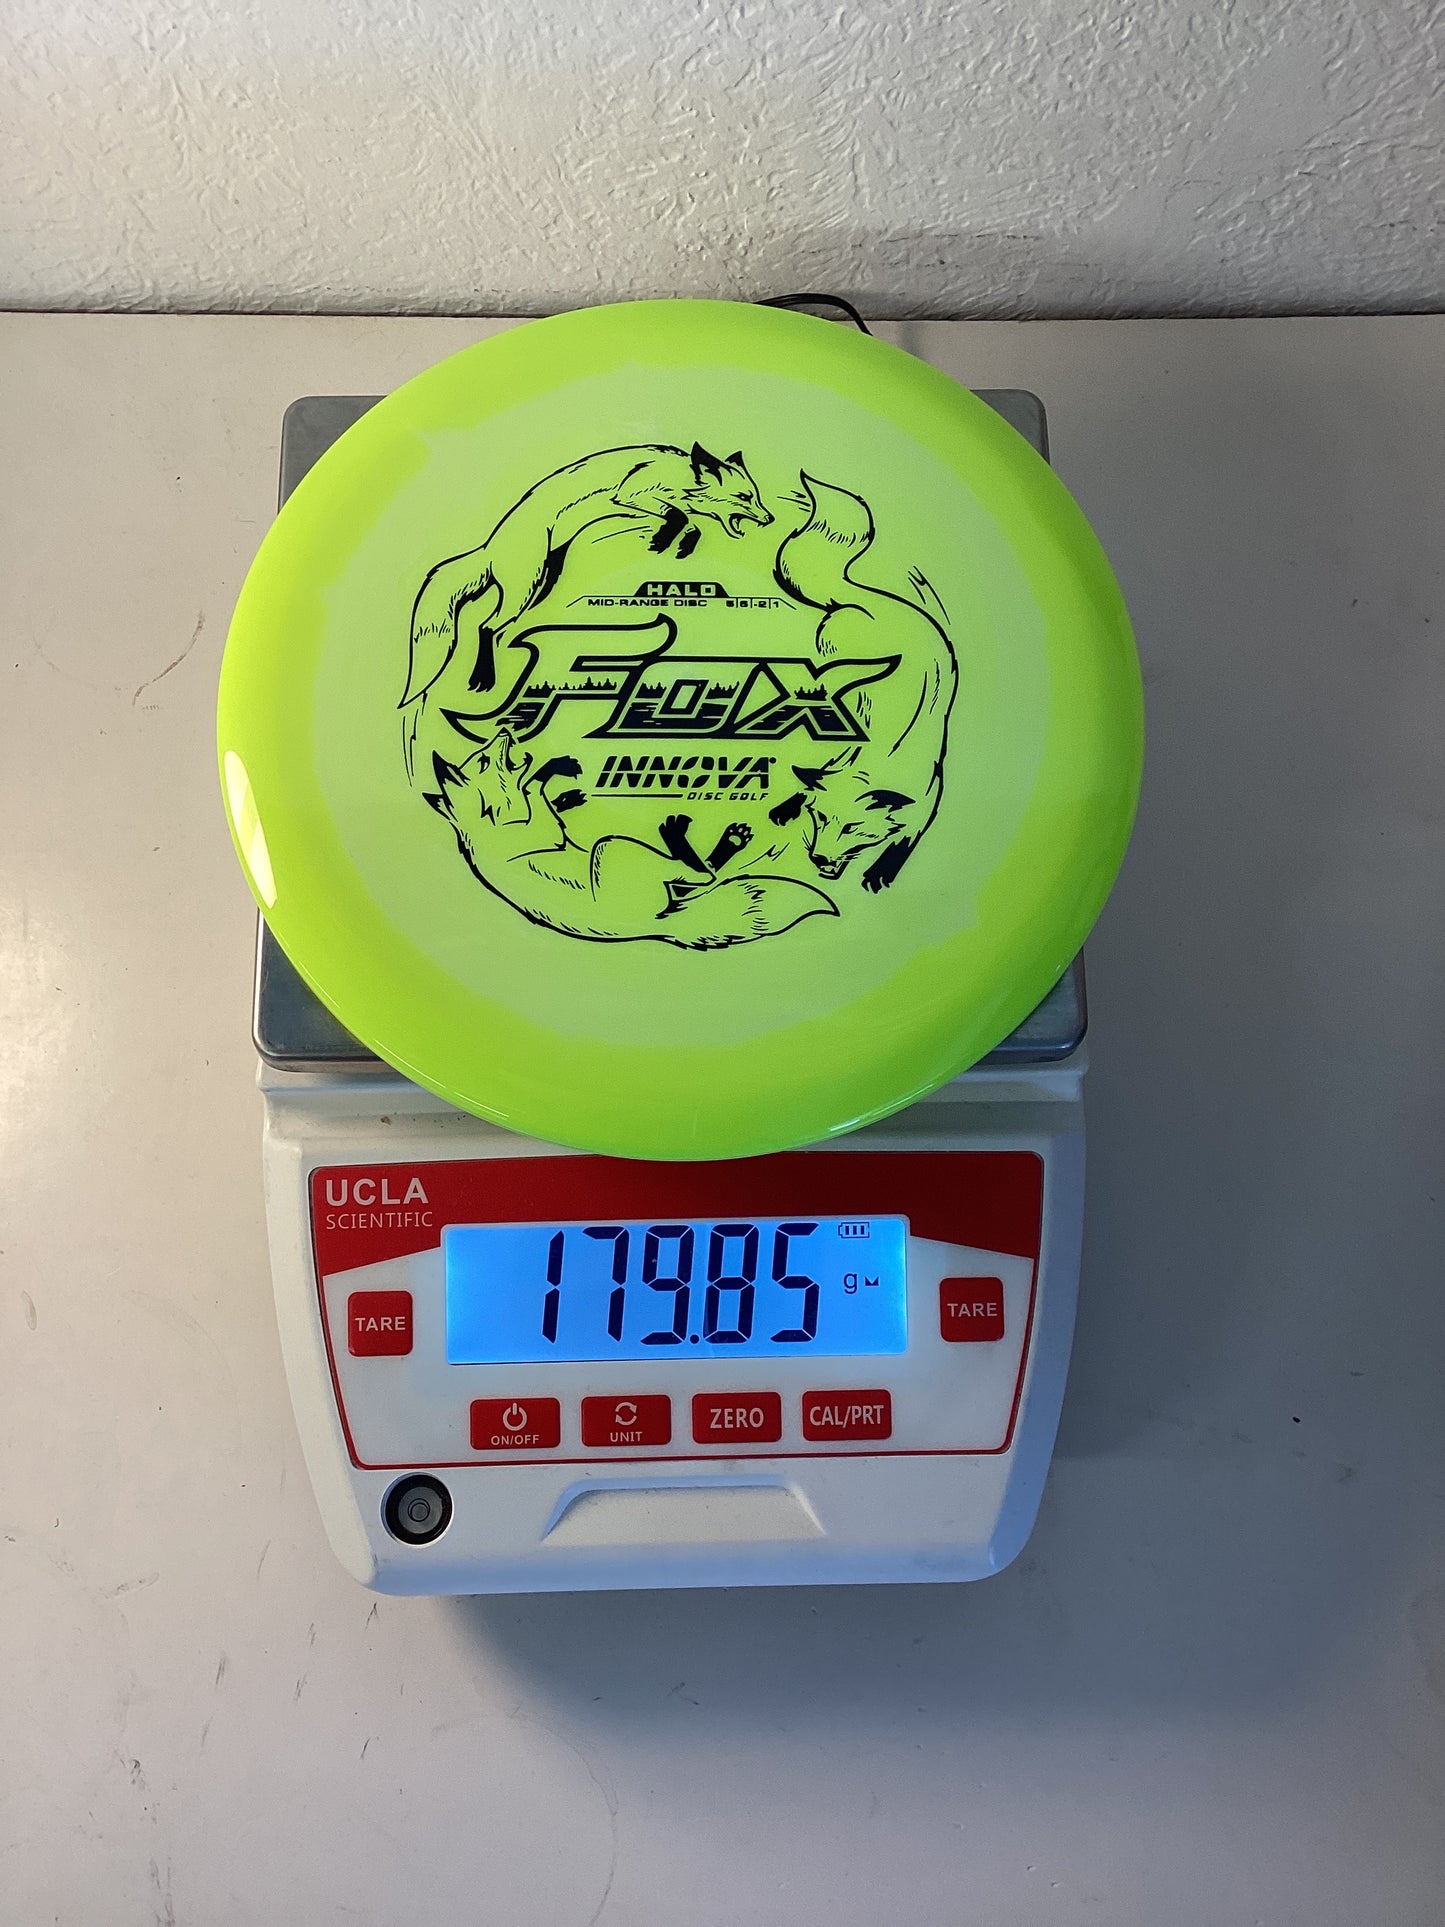 HALO
MID-RANGE DISC 5|6|-2|1
FOX
INNOVA
DISC GOLF
UCLA
SCIENTIFIC
179.85 g
TARE
TARE
ON/OFF
UNIT
ZERO
CAL/PRT